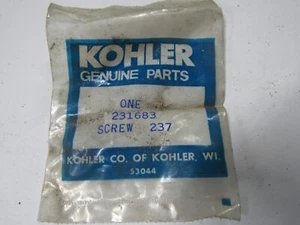 KOHLER
GENUINE PARTS
ONE
231683
SCREW 237
KOHLER CO. OF KOHLER, WI.
53044